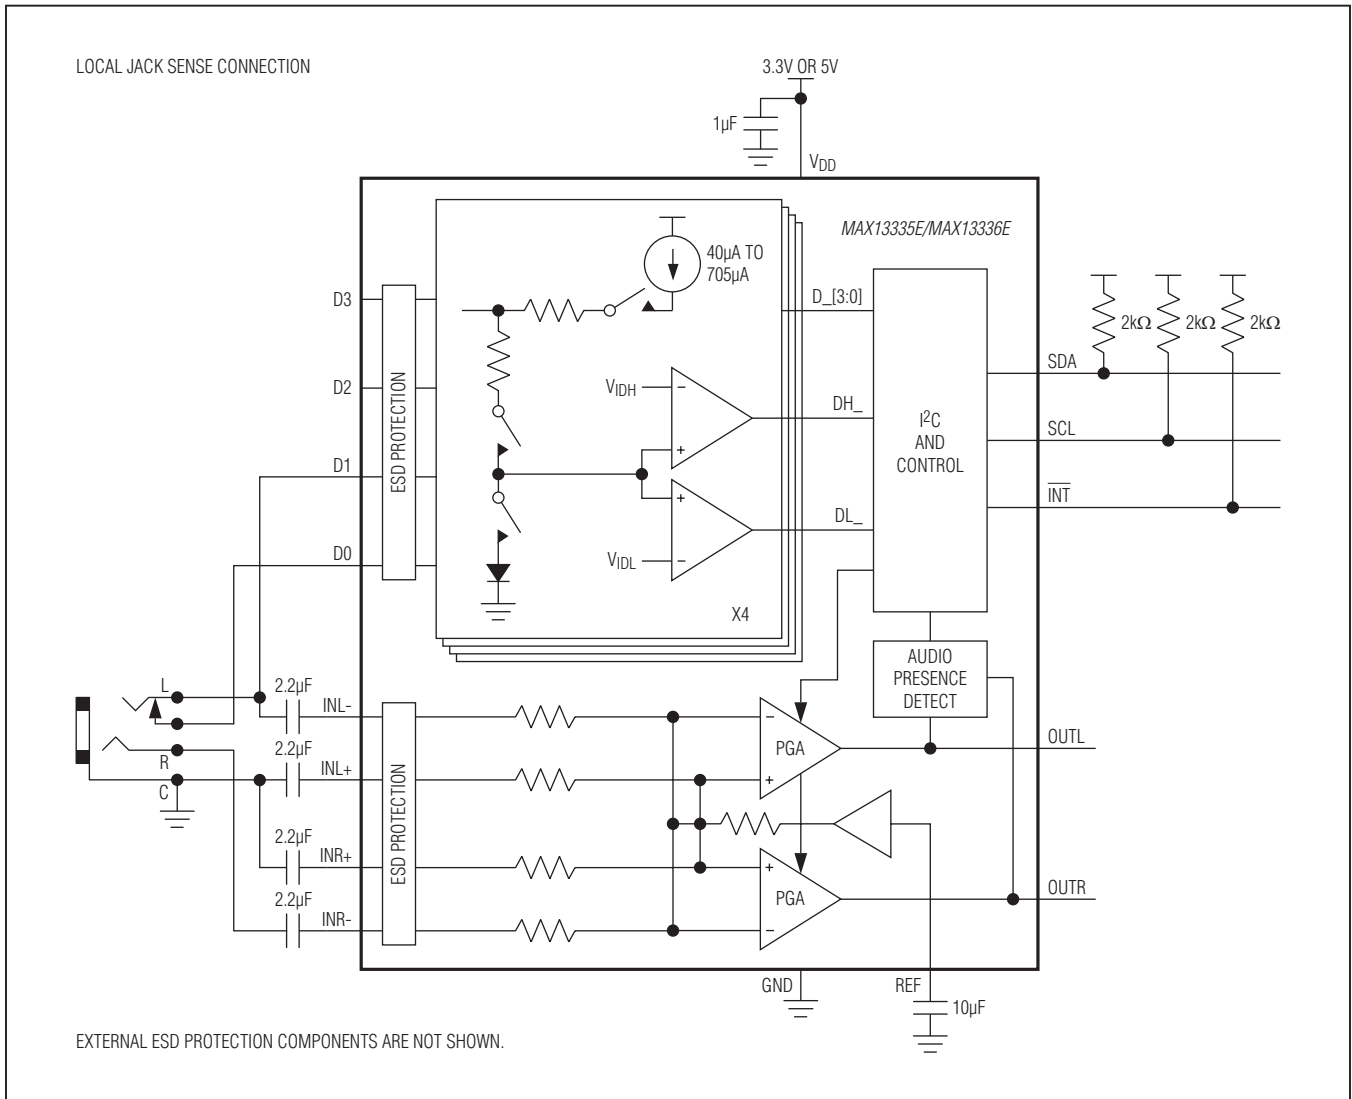 LOCAL JACK SENSE CONNECTION
3.3V OR 5V
1µF
VDD
MAX13335E/MAX13336E
40µA TO
705µA
D3
D_[3:0]
2kΩ
2kΩ
2kΩ
SDA
D2
VIDH
−
+
DH_
I2C
AND
CONTROL
SCL
ESD PROTECTION
D1
INT
+
−
DL_
VIDL
D0
X4
AUDIO
PRESENCE
DETECT
L
2.2µF
INL-
−
PGA
OUTL
R
2.2µF
INL+
+
C
ESD PROTECTION
2.2µF
INR+
+
PGA
OUTR
2.2µF
INR-
−
GND
REF
10µF
EXTERNAL ESD PROTECTION COMPONENTS ARE NOT SHOWN.